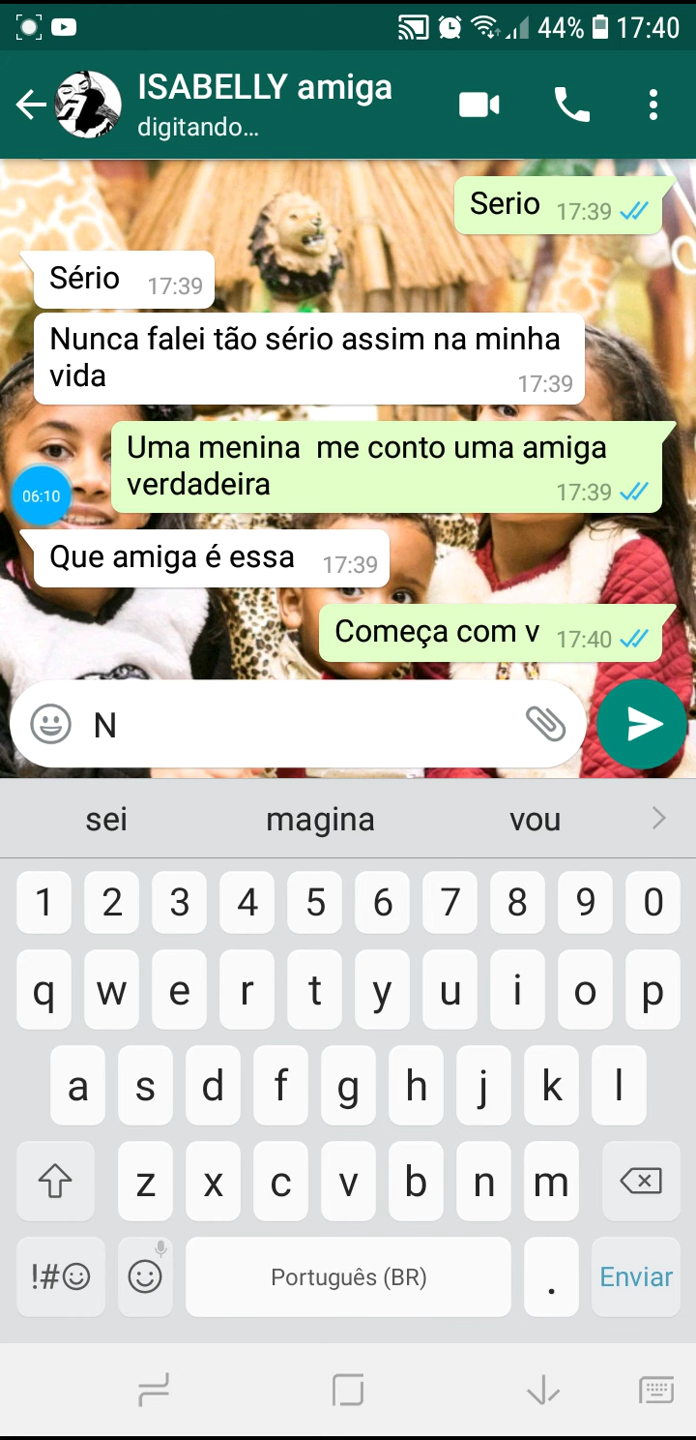 44% 17:40
ISABELLY amiga
digitando...
Serio 17:39
Sério 17:39
Nunca falei tão sério assim na minha
vida 17:39
Uma menina me conto uma amiga
verdadeira 17:39
06:10
Que amiga é essa 17:39
Começa com v 17:40
N
sei magina vou
1 2 3 4 5 6 7 8 9 0
q w e r t y u i o p
a s d f g h j k l
z x c v b n m
!# Português (BR) . Enviar